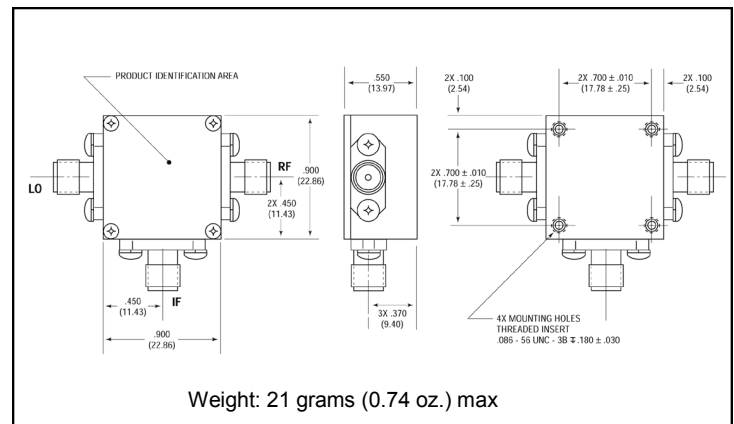 PRODUCT IDENTIFICATION AREA
LO
RF
2X .450
(11.43)
.900
(22.86)
IF
.450
(11.43)
.900
(22.86)
.550
(13.97)
3X .370
(9.40)
2X .100
(2.54)
2X .700 ± .010
(17.78 ± .25)
2X .100
(2.54)
2X .700 ± .010
(17.78 ± .25)
4X MOUNTING HOLES
THREADED INSERT
.086 - 56 UNC - 3B ↧ .180 ± .030
Weight: 21 grams (0.74 oz.) max